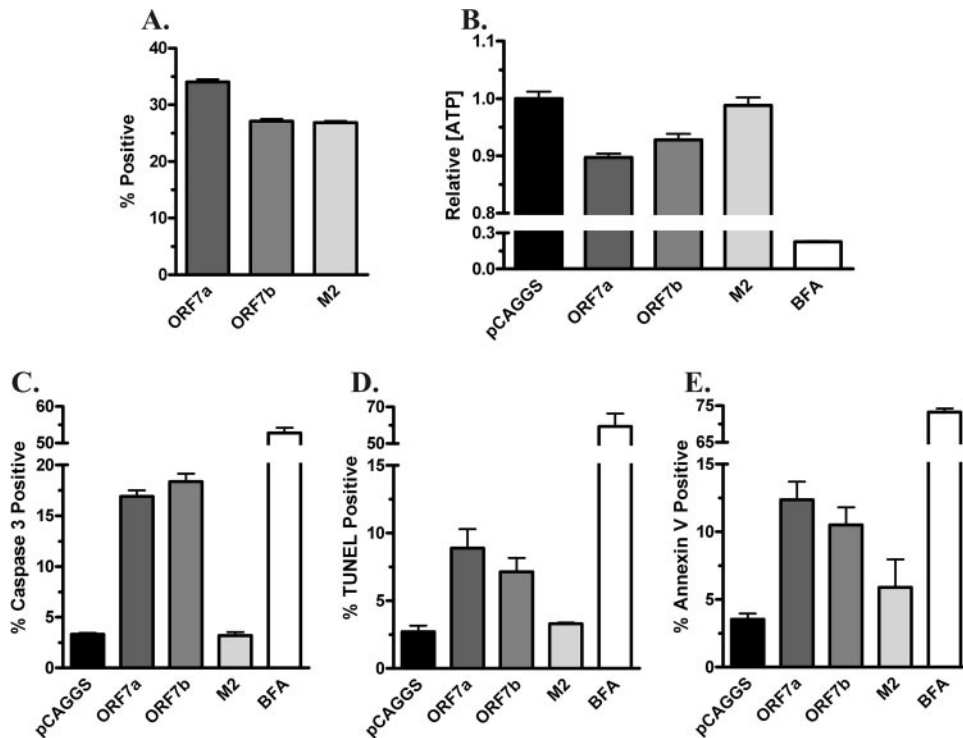 A.
% Positive
40
30
20
10
0
ORF7a
ORF7b
M2
B.
Relative [ATP]
1.1
1.0
0.9
0.8
0.3
0.0
pCAGGS
ORF7a
ORF7b
M2
BFA
C.
% Caspase 3 Positive
60
50
20
15
10
5
0
pCAGGS
ORF7a
ORF7b
M2
BFA
D.
% TUNEL Positive
70
50
15
10
5
0
pCAGGS
ORF7a
ORF7b
M2
BFA
E.
% Annexin V Positive
75
65
15
10
5
0
pCAGGS
ORF7a
ORF7b
M2
BFA